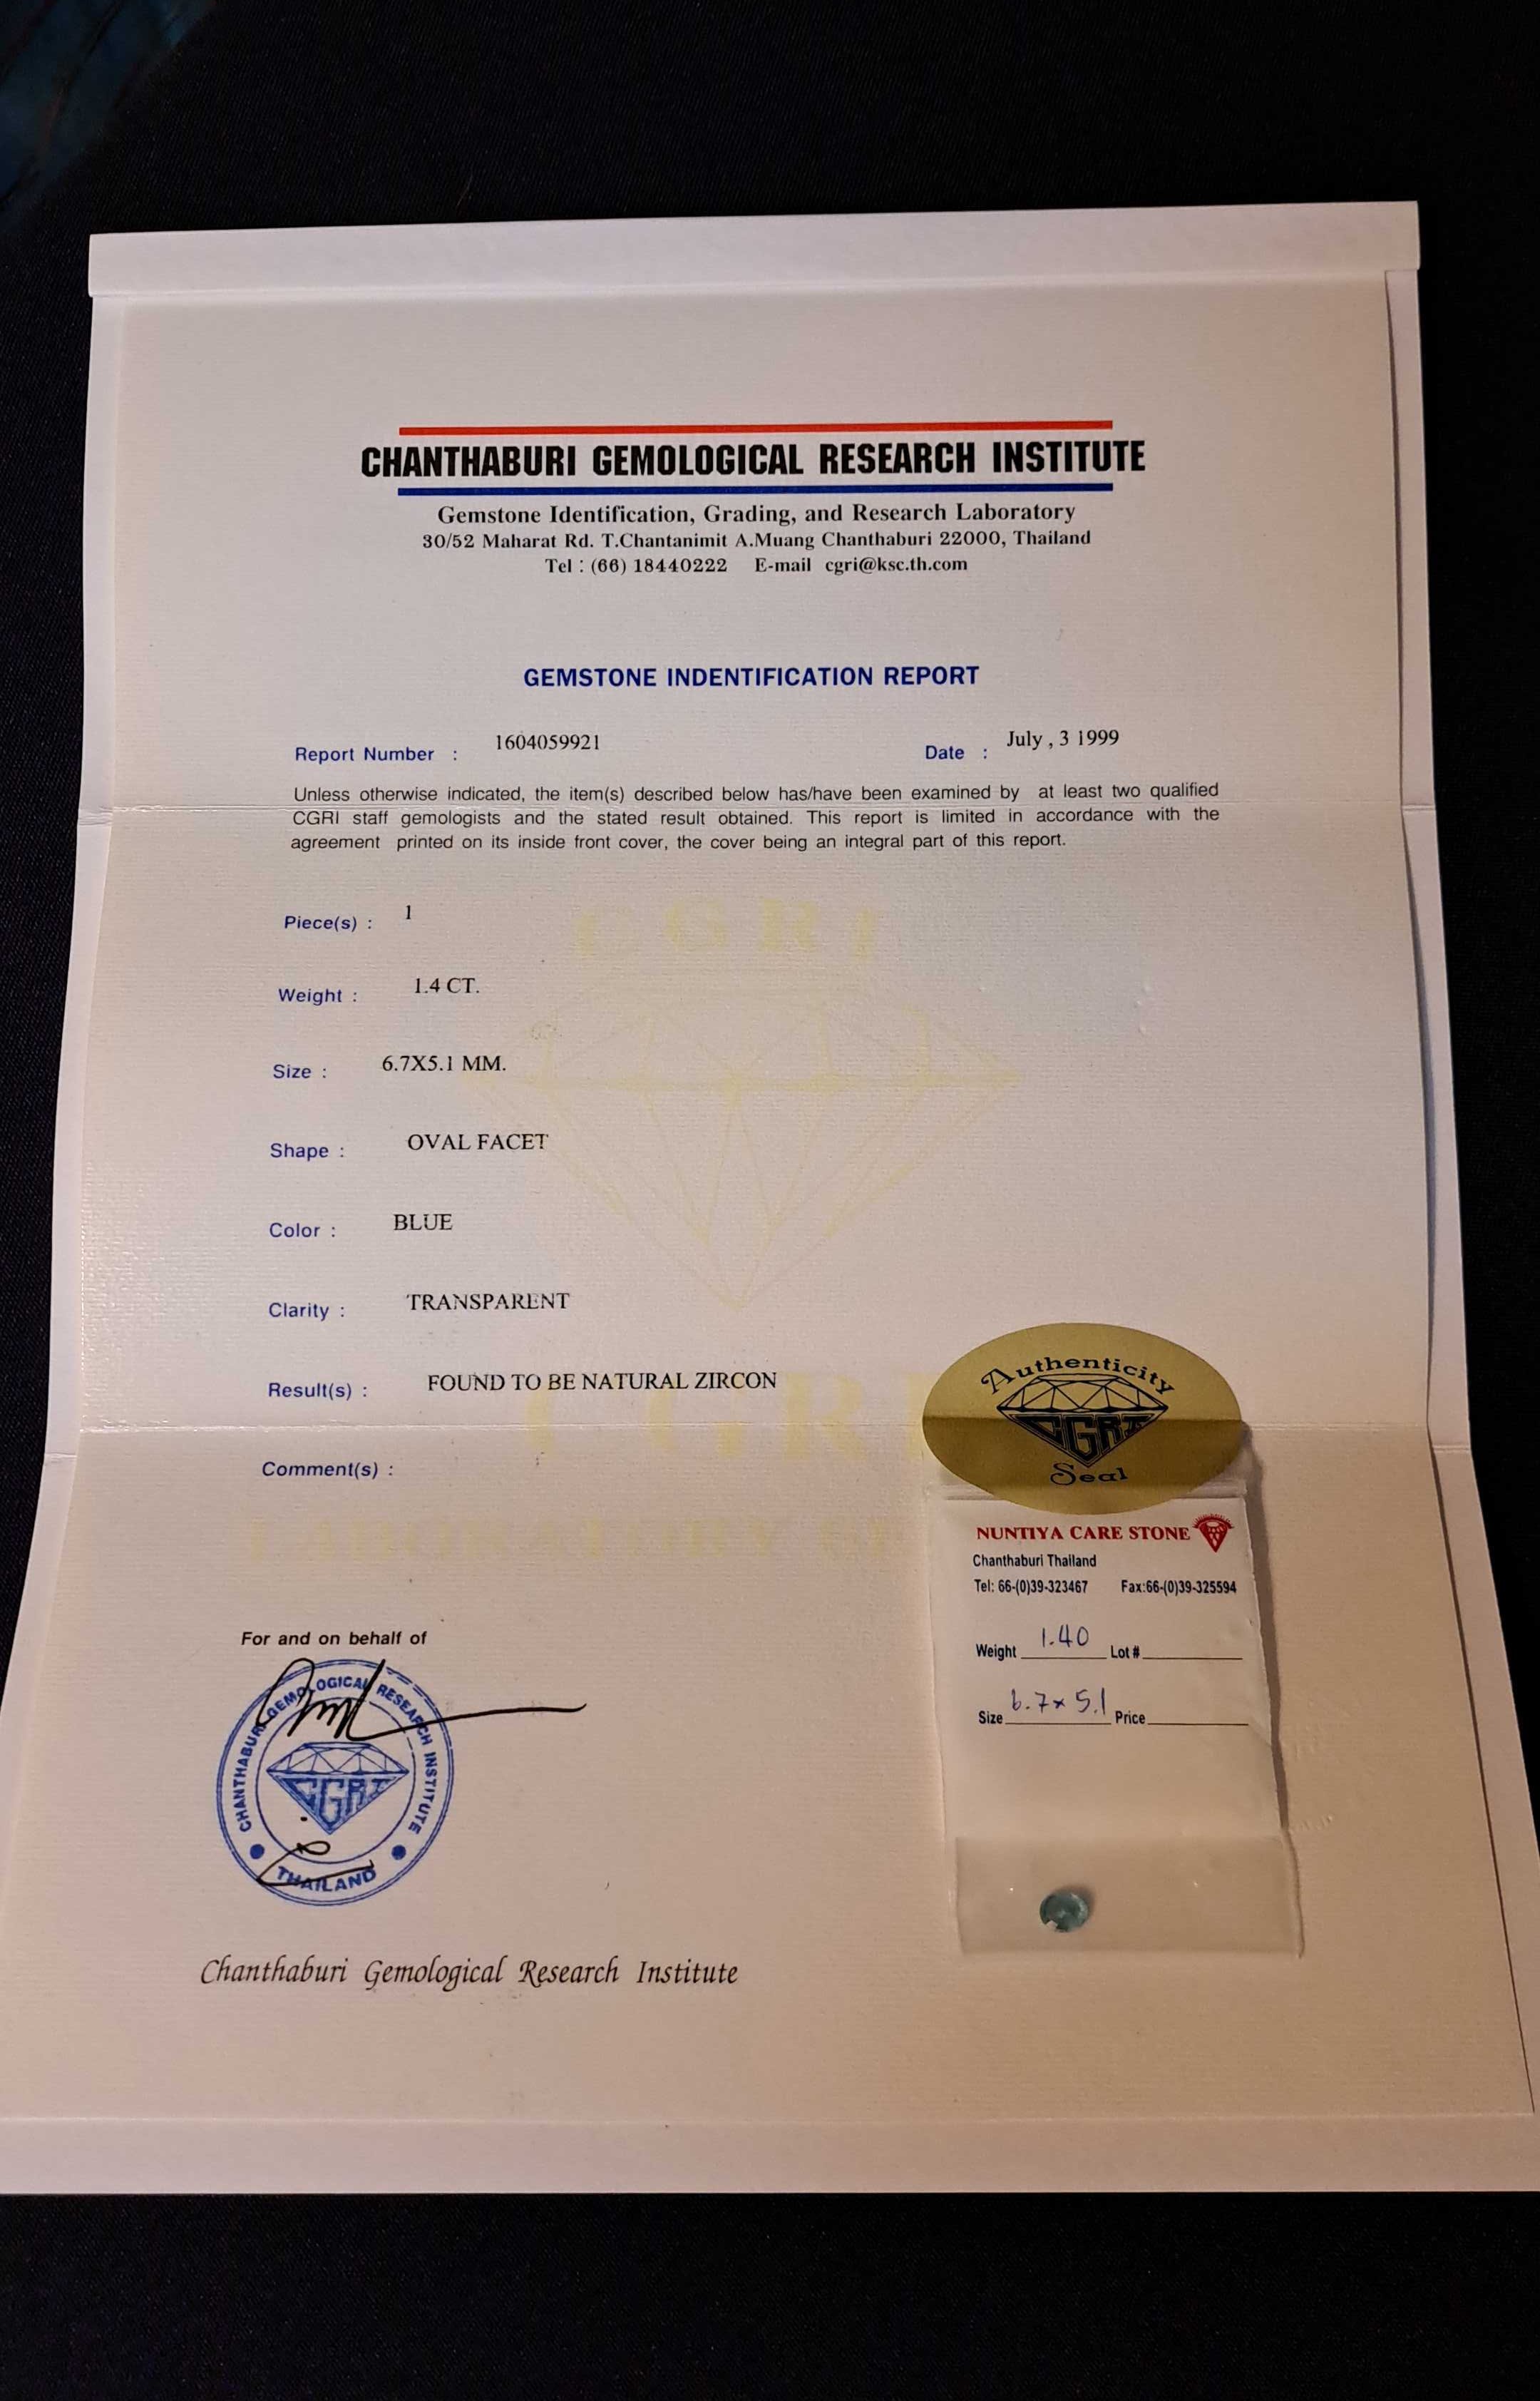 CHANTHABURI GEMOLOGICAL RESEARCH INSTITUTE
Gemstone Identification, Grading, and Research Laboratory
30/52 Maharat Rd. T.Chantanimit A.Muang Chanthaburi 22000, Thailand
Tel : (66) 18440222 E-mail cgri@ksc.th.com
GEMSTONE INDENTIFICATION REPORT
Report Number : 1604059921 Date : July , 3 1999
Unless otherwise indicated, the item(s) described below has/have been examined by at least two qualified
CGRI staff gemologists and the stated result obtained. This report is limited in accordance with the
agreement printed on its inside front cover, the cover being an integral part of this report.
CGRI
Piece(s) : 1
Weight : 1.4 CT.
Size : 6.7X5.1 MM.
Shape : OVAL FACET
Color : BLUE
Clarity : TRANSPARENT
Result(s) : FOUND TO BE NATURAL ZIRCON
CGRI
Comment(s) :
Authenticity
CGRI
Seal
NUNTIYA CARE STONE
Chanthaburi Thailand
Tel: 66-(0)39-323467 Fax:66-(0)39-325594
Weight 1.40 Lot #
Size 6.7x5.1 Price
For and on behalf of
CHANTHABURI GEMOLOGICAL RESEARCH INSTITUTE
CGRI
THAILAND
Chanthaburi Gemological Research Institute